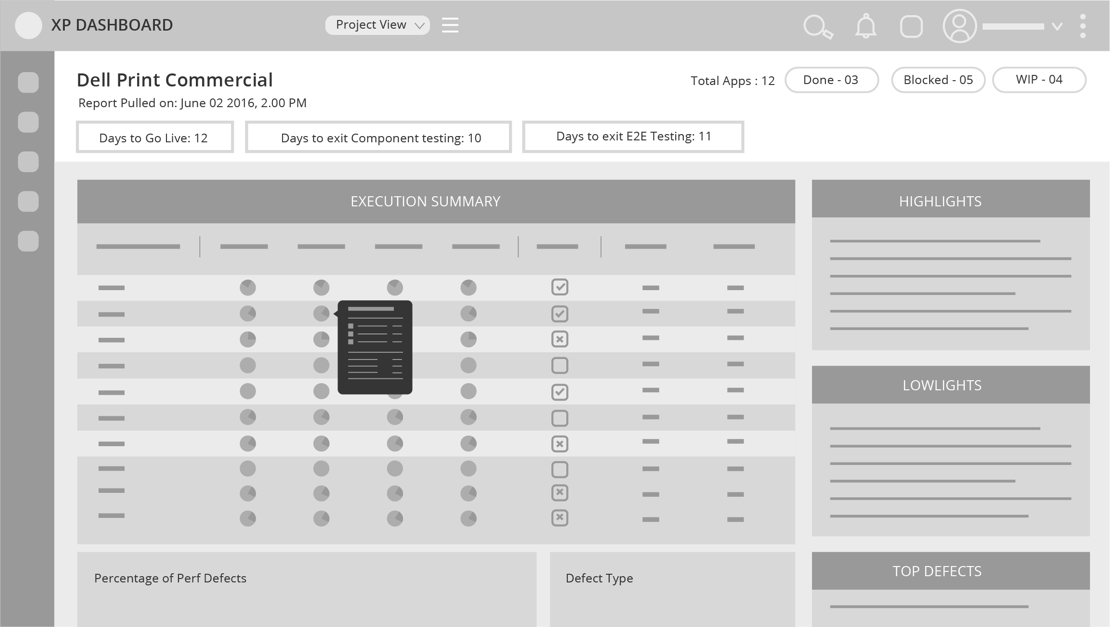 XP DASHBOARD
Project View
Dell Print Commercial
Total Apps : 12
Done - 03
Blocked - 05
WIP - 04
Report Pulled on: June 02 2016, 2.00 PM
Days to Go Live: 12
Days to exit Component testing: 10
Days to exit E2E Testing: 11
EXECUTION SUMMARY
HIGHLIGHTS
LOWLIGHTS
TOP DEFECTS
Percentage of Perf Defects
Defect Type